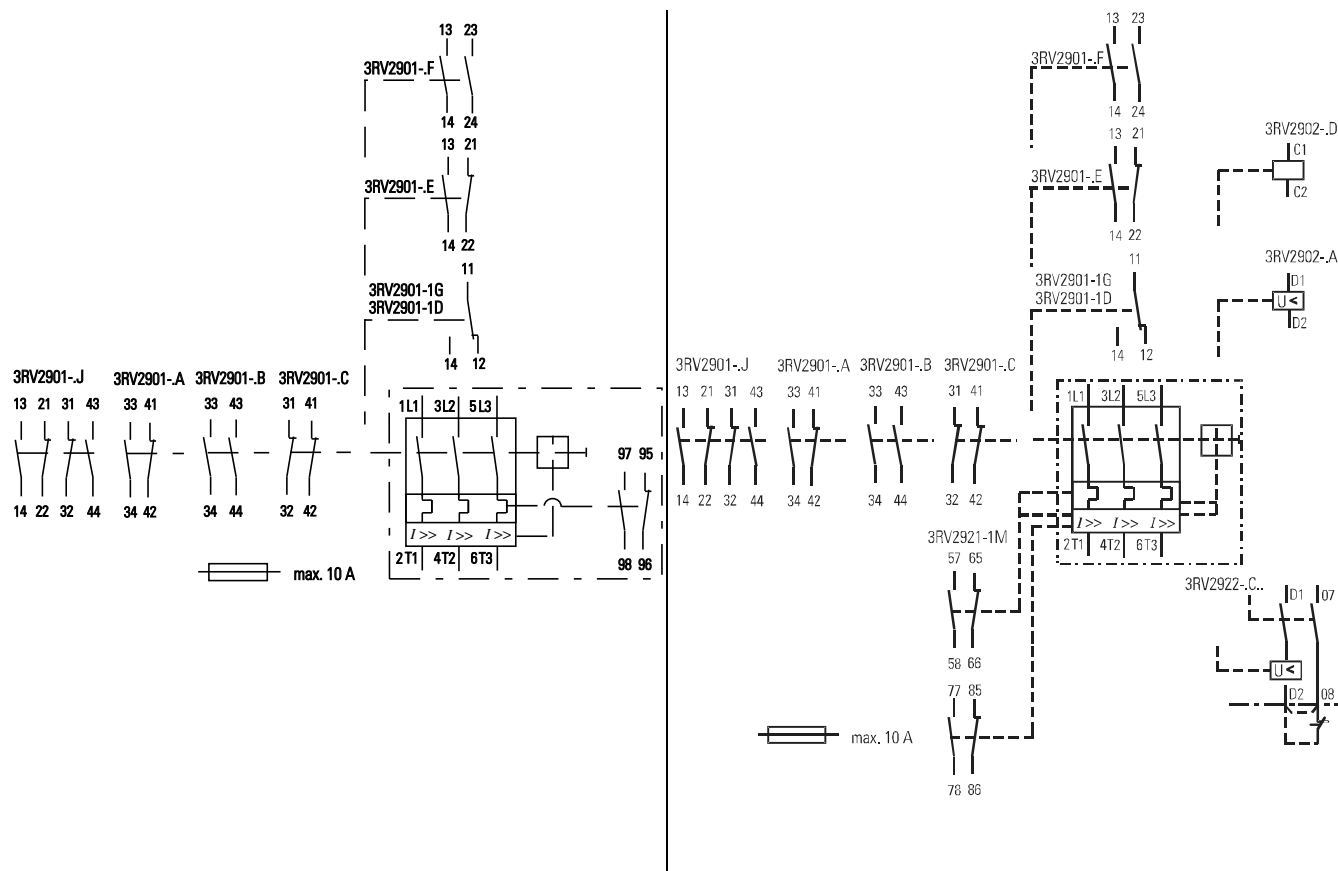 13 23
3RV2901-.F
14 24
13 21
3RV2901-.E
14 22
11
3RV2901-1G
3RV2901-1D
14 12
3RV2901-.J 3RV2901-.A 3RV2901-.B 3RV2901-.C
13 21 31 43 33 41 33 43 31 41
1L1 3L2 5L3
97 95
14 22 32 44 34 42 34 44 32 42
I>> I>> I>>
2T1 4T2 6T3
98 96
max. 10 A
13 23
3RV2901-.F
14 24
13 21
3RV2901-.E
14 22
11
3RV2901-1G
3RV2901-1D
14 12
3RV2902-.D
C1
C2
3RV2902-.A
D1
U<
D2
3RV2901-.J 3RV2901-.A 3RV2901-.B 3RV2901-.C
13 21 31 43 33 41 33 43 31 41
1L1 3L2 5L3
14 22 32 44 34 42 34 44 32 42
I>> I>> I>>
2T1 4T2 6T3
3RV2921-1M
57 65
58 66
77 85
78 86
max. 10 A
3RV2922-.C..
D1 07
U<
D2 08